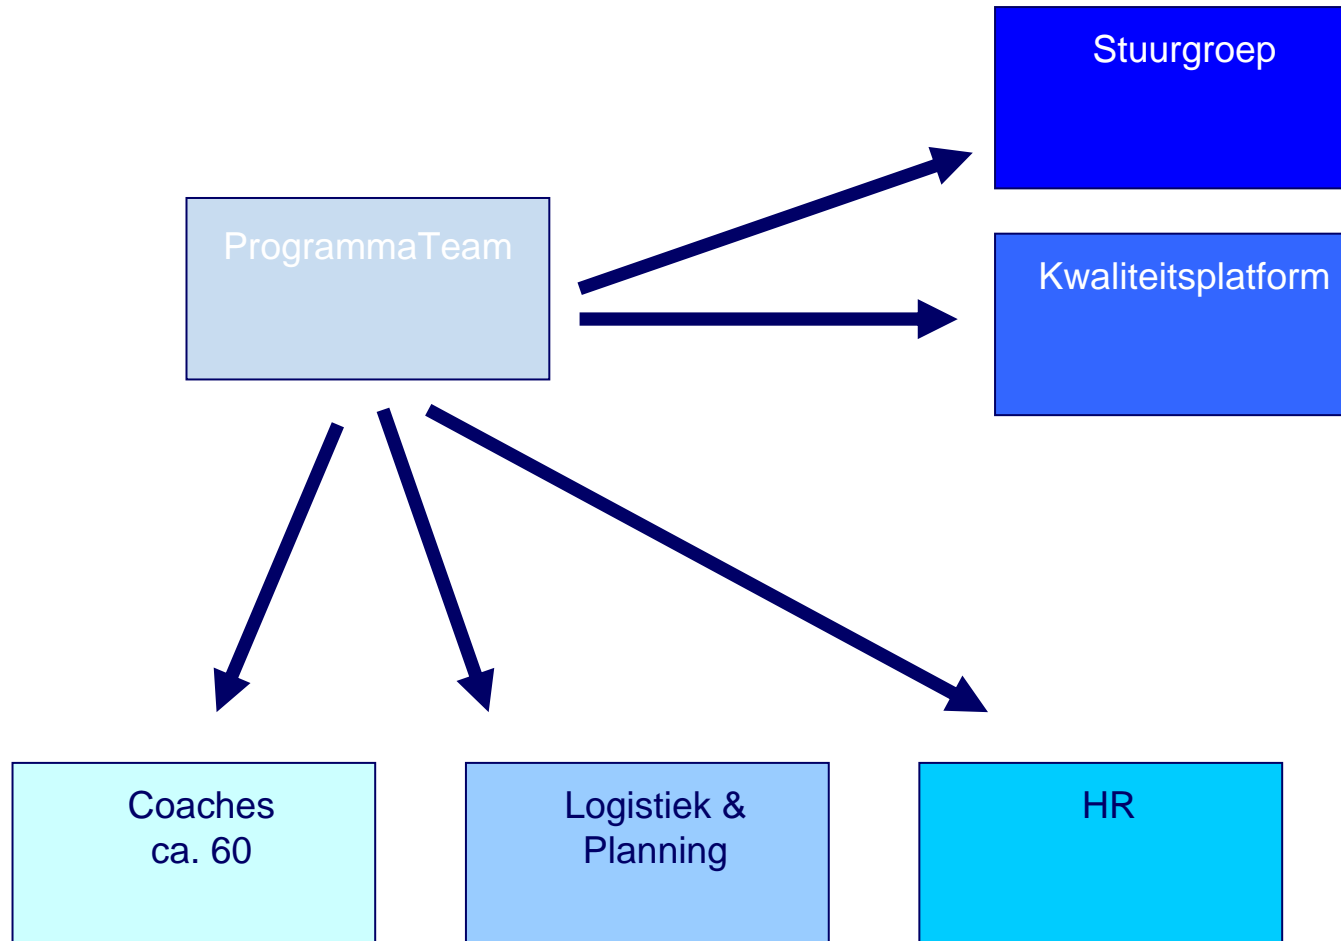 Stuurgroep
ProgrammaTeam
Kwaliteitsplatform
Coaches
ca. 60
Logistiek &
Planning
HR